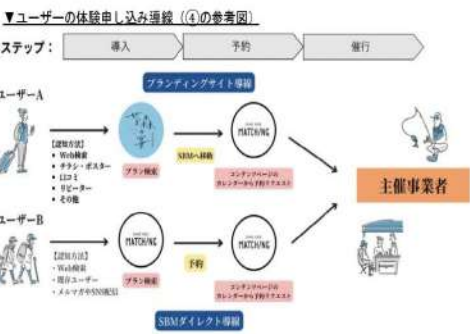 ▼ユーザーの体験申し込み導線（④の参考図）
ステップ：
導入
予約
催行
ブランディングサイト導線
ユーザーA
【認知方法】
• Web検索
• チラシ・ポスター
• 口コミ
• リピーター
• その他
プラン検索
SBMへ移動
MATCHING
コンテンツページの
カレンダーから予約リクエスト
主催事業者
ユーザーB
【認知方法】
・Web検索
・既存ユーザー
・メルマガやSNS配信
MATCHING
プラン検索
予約
MATCHING
コンテンツページの
カレンダーから予約リクエスト
SBMダイレクト導線